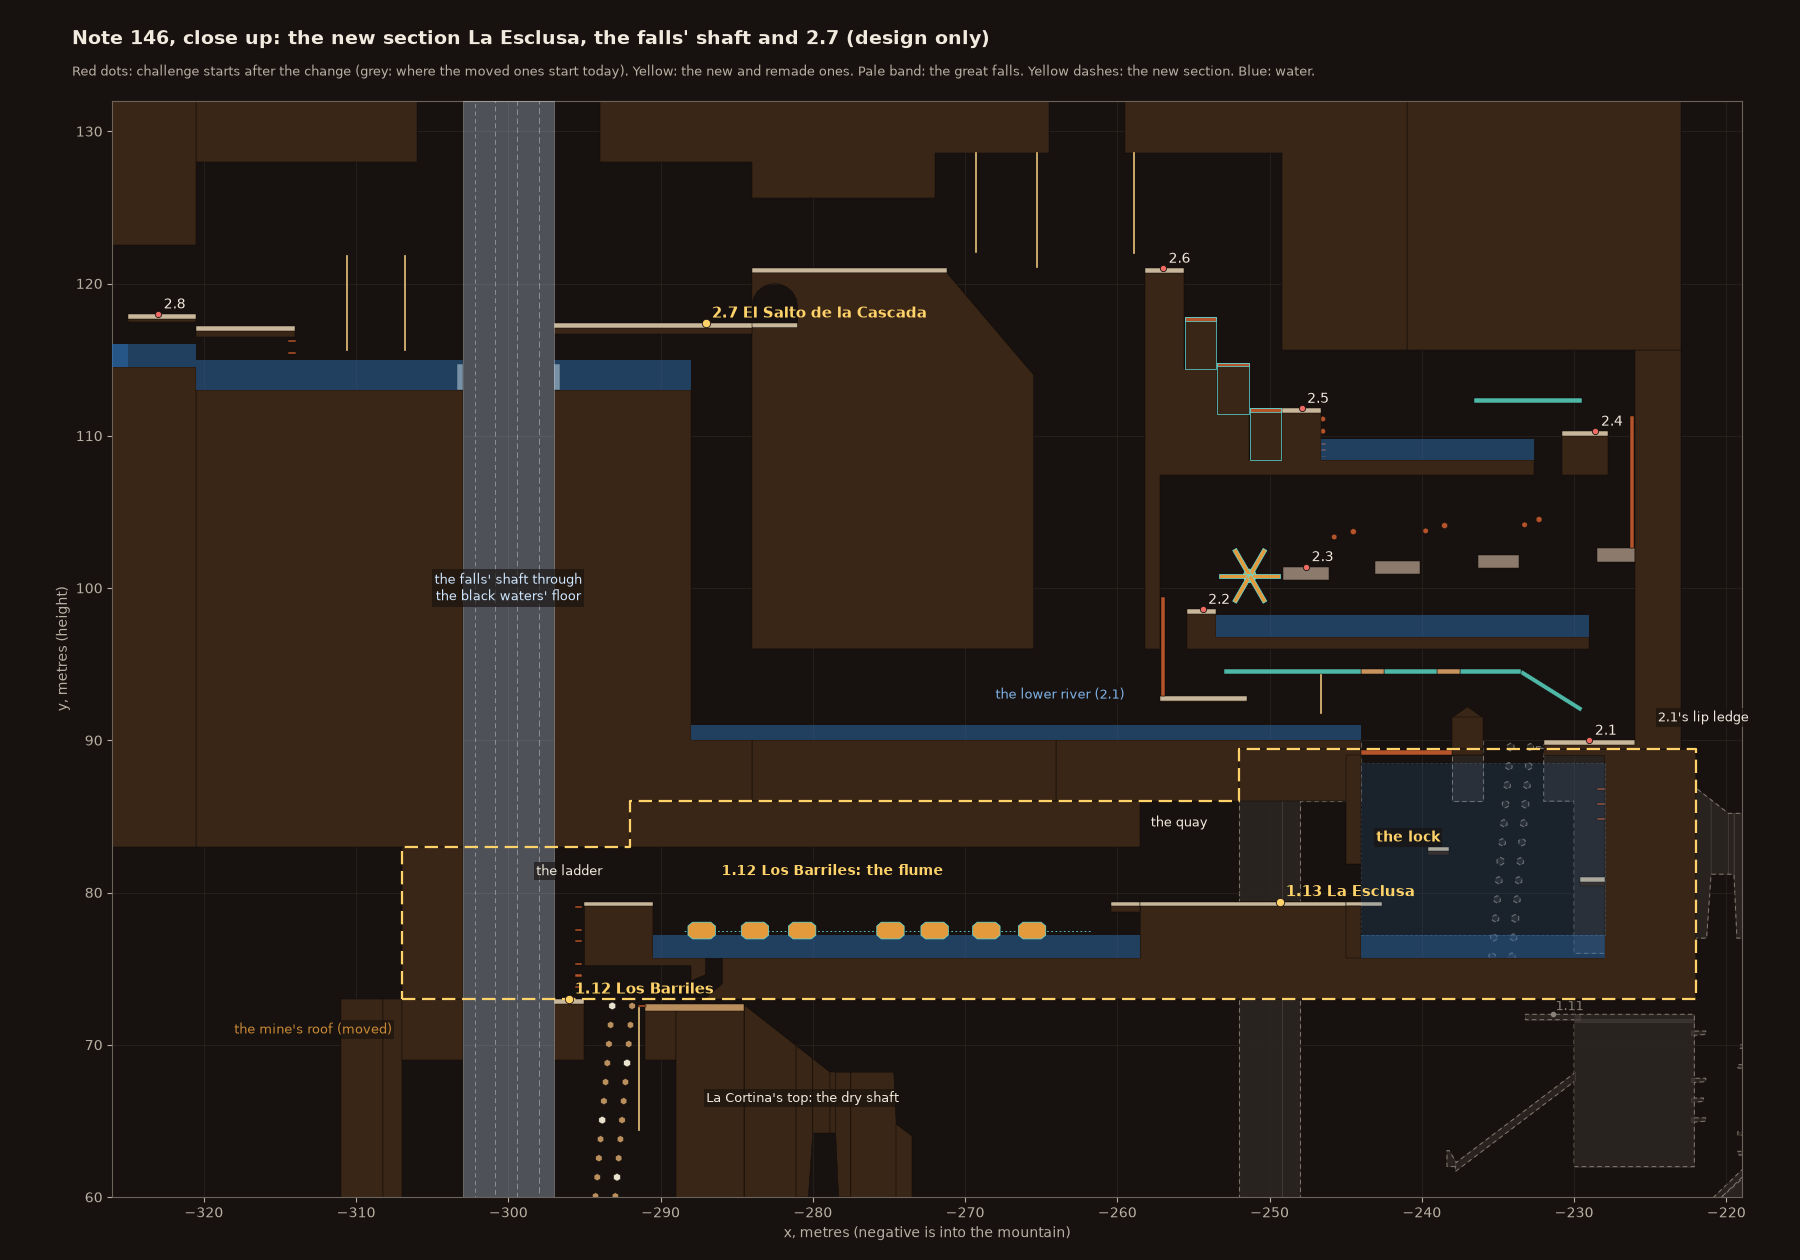 Note 146, close up: the new section La Esclusa, the falls' shaft and 2.7 (design only)
Red dots: challenge starts after the change (grey: where the moved ones start today). Yellow: the new and remade ones. Pale band: the great falls. Yellow dashes: the new section. Blue: water.
130
120
110
100
90
80
70
60
y, metres (height)
2.6
2.8
2.7 El Salto de la Cascada
2.5
2.4
2.3
the falls' shaft through
the black waters' floor
2.2
the lower river (2.1)
2.1's lip ledge
2.1
the quay
the lock
the ladder
1.12 Los Barriles: the flume
1.13 La Esclusa
1.12 Los Barriles
1.11
the mine's roof (moved)
La Cortina's top: the dry shaft
−320
−310
−300
−290
−280
−270
−260
−250
−240
−230
−220
x, metres (negative is into the mountain)